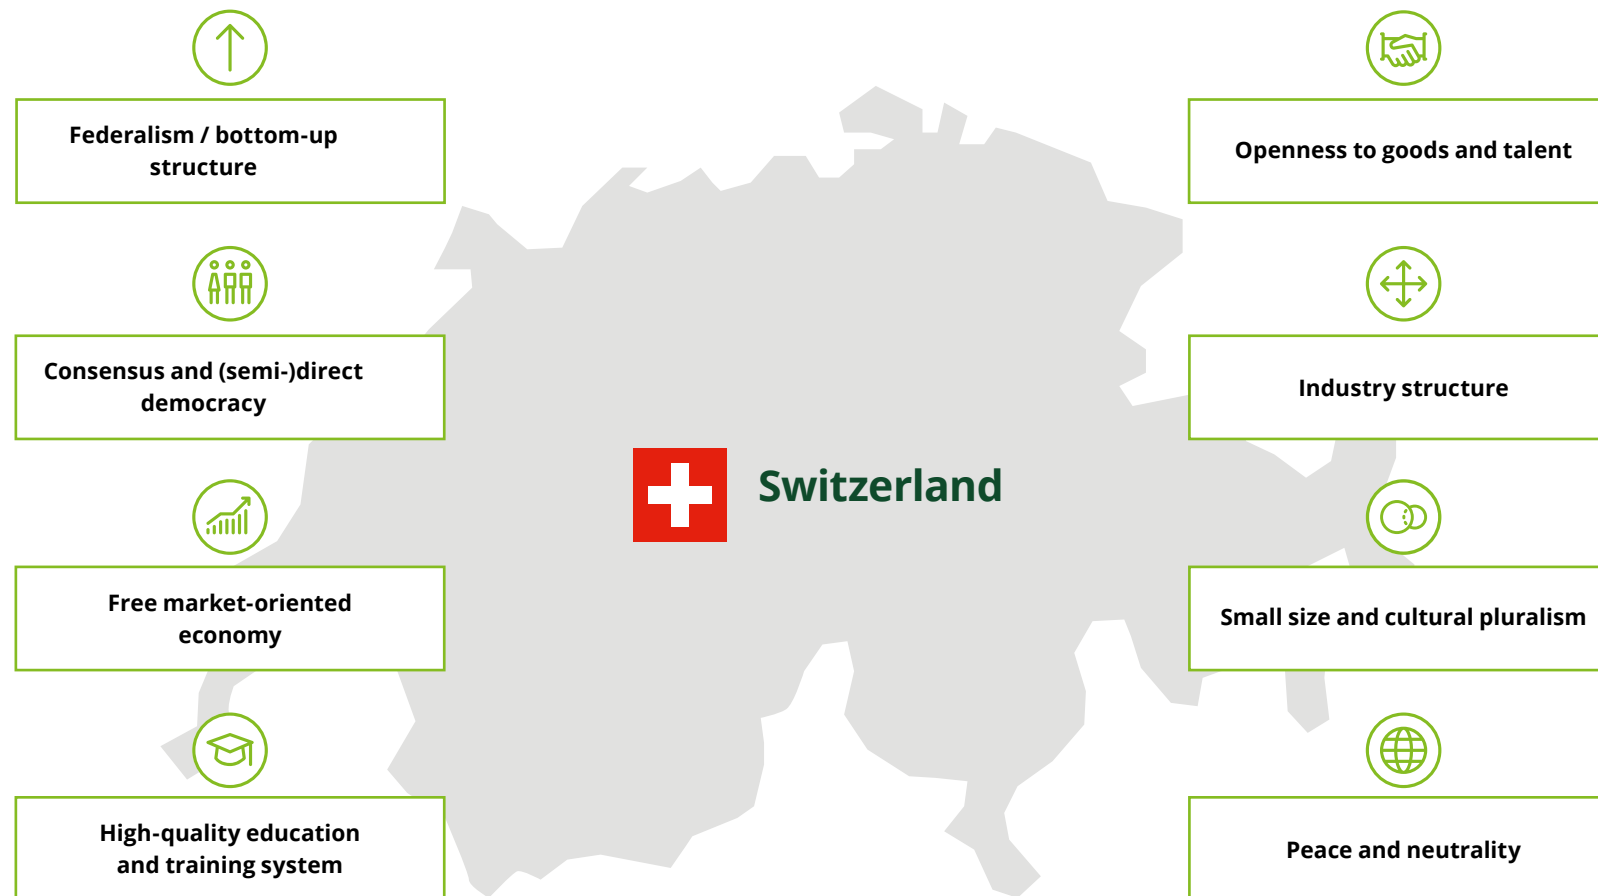 Federalism / bottom-up
structure
Consensus and (semi-)direct
democracy
Free market-oriented
economy
High-quality education
and training system
Switzerland
Openness to goods and talent
Industry structure
Small size and cultural pluralism
Peace and neutrality